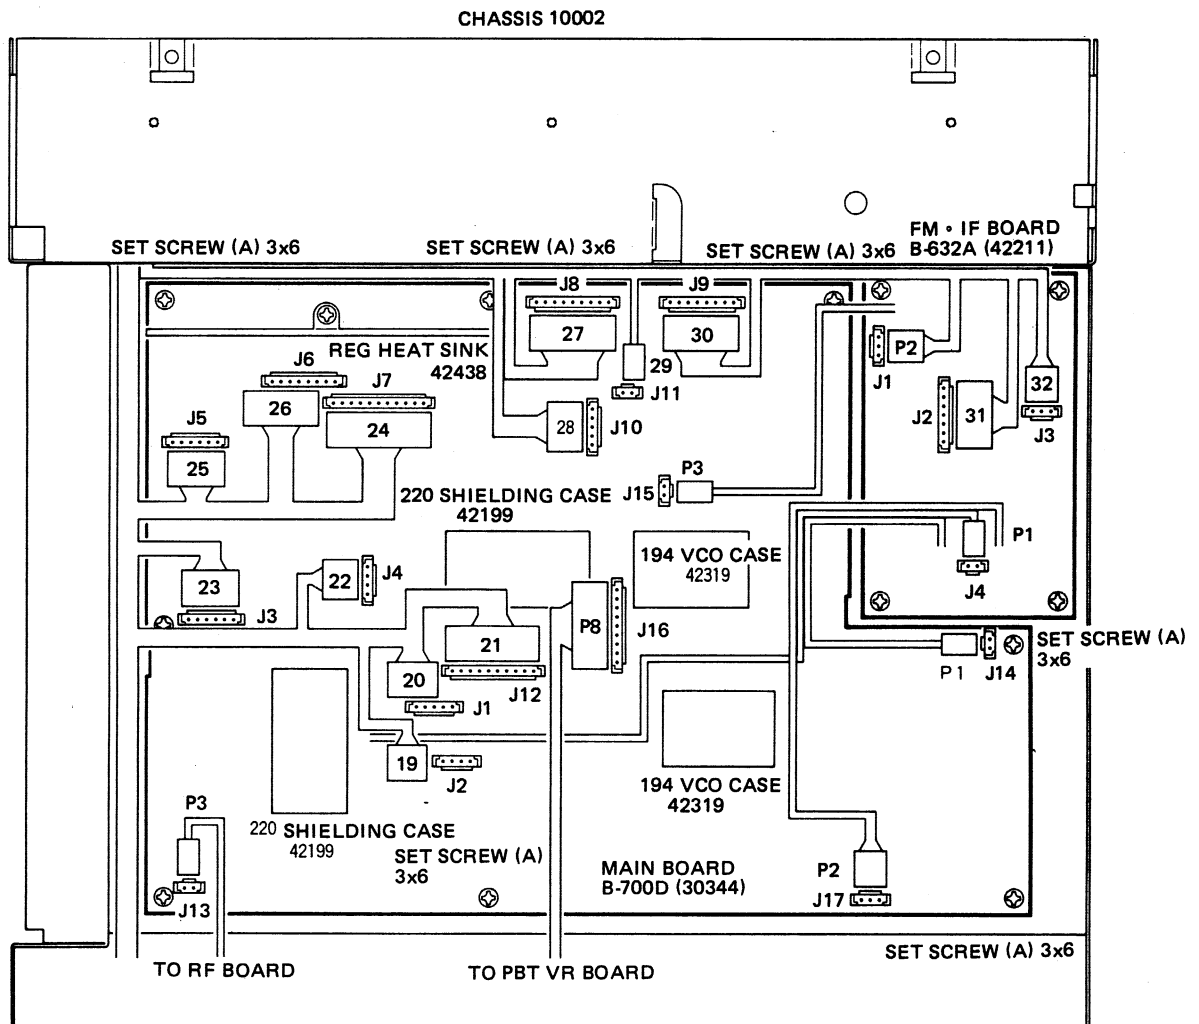 CHASSIS 10002
SET SCREW (A) 3x6
SET SCREW (A) 3x6
SET SCREW (A) 3x6
FM • IF BOARD
B-632A (42211)
J8
J9
27
30
29
J11
REG HEAT SINK
42438
J6
J7
26
24
J5
25
28
J10
J1
P2
J2
31
32
J3
P3
J15
220 SHIELDING CASE
42199
194 VCO CASE
42319
P1
J4
23
J3
22
J4
21
J12
P8
J16
20
J1
SET SCREW (A)
3x6
P1
J14
19
J2
194 VCO CASE
42319
P3
J13
220 SHIELDING CASE
42199
SET SCREW (A)
3x6
MAIN BOARD
B-700D (30344)
P2
J17
SET SCREW (A) 3x6
TO RF BOARD
TO PBT VR BOARD